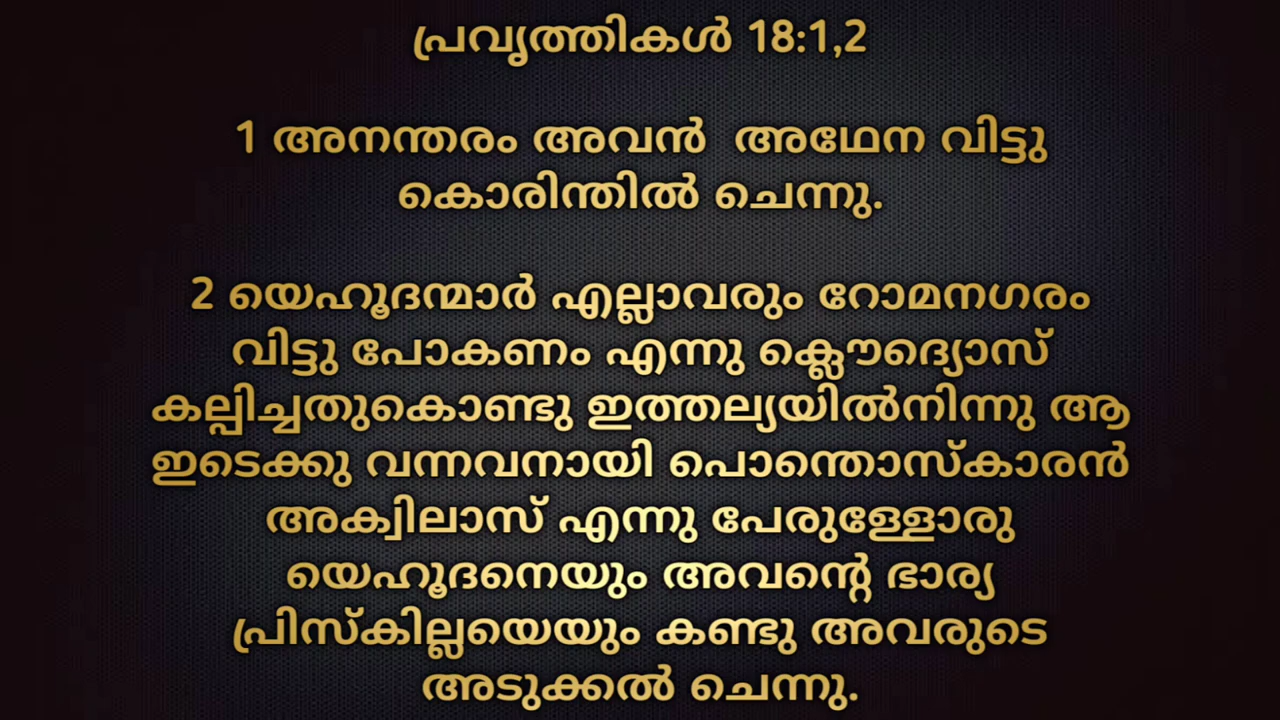 പ്രവൃത്തികൾ 18:1,2
1 അനന്തരം അവൻ അഥേന വിട്ടു
കൊരിന്തിൽ ചെന്നു.
2 യെഹൂദന്മാർ എല്ലാവരും റോമനഗരം
വിട്ടു പോകണം എന്നു ക്ലൌദ്യൊസ്
കല്പിച്ചതുകൊണ്ടു ഇത്തല്യയിൽനിന്നു ആ
ഇടെക്കു വന്നവനായി പൊന്തൊസ്കാരൻ
അക്വിലാസ് എന്നു പേരുള്ളോരു
യെഹൂദനെയും അവന്റെ ഭാര്യ
പ്രിസ്കില്ലയെയും കണ്ടു അവരുടെ
അടുക്കൽ ചെന്നു.